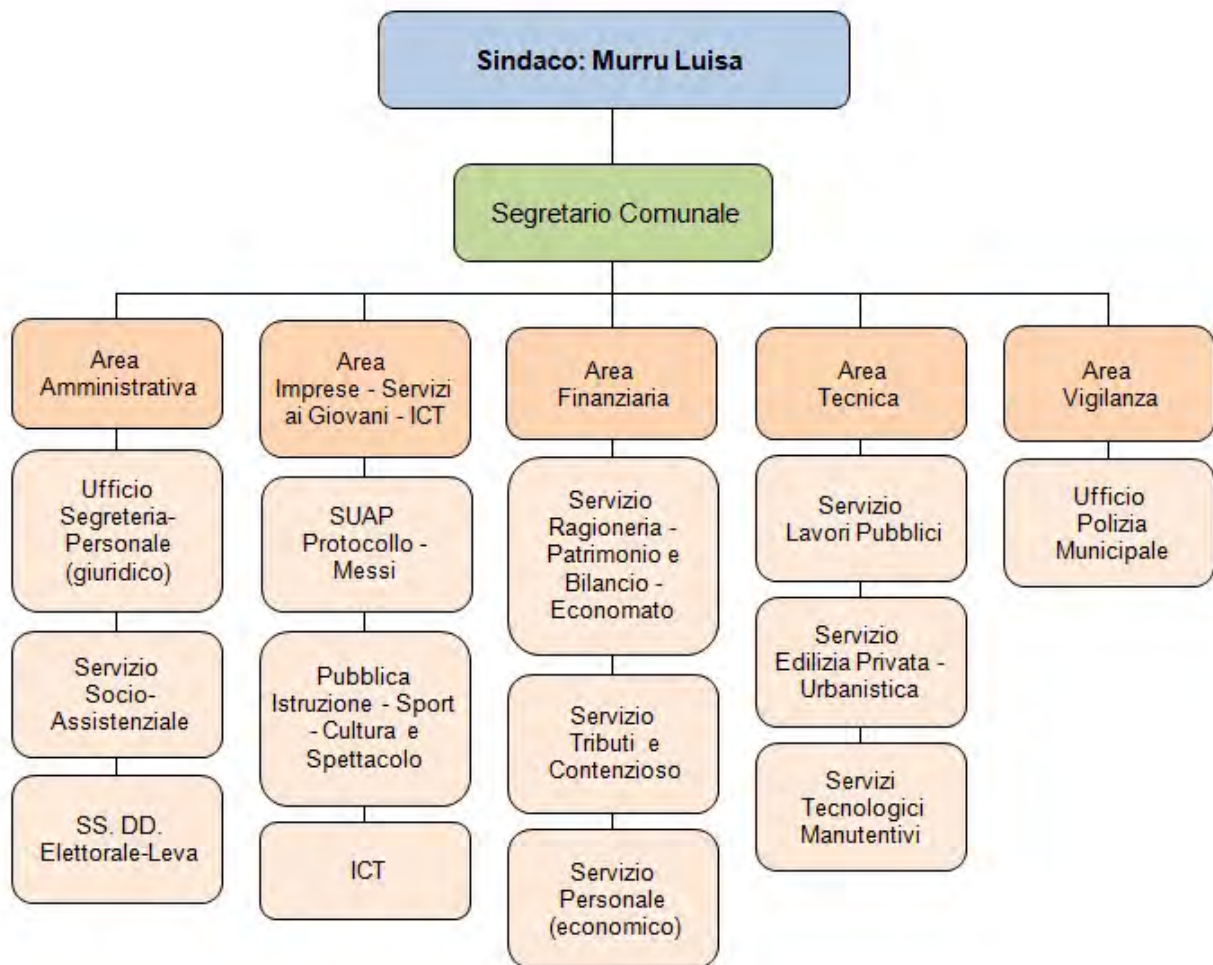 Sindaco: Murru Luisa
Segretario Comunale
Area
Amministrativa
Ufficio
Segreteria-
Personale
(giuridico)
Servizio
Socio-
Assistenziale
SS. DD.
Elettorale-Leva
Area
Imprese - Servizi
ai Giovani - ICT
SUAP
Protocollo -
Messi
Pubblica
Istruzione - Sport
- Cultura e
Spettacolo
ICT
Area
Finanziaria
Servizio
Ragioneria -
Patrimonio e
Bilancio -
Economato
Servizio
Tributi e
Contenzioso
Servizio
Personale
(economico)
Area
Tecnica
Servizio
Lavori Pubblici
Servizio
Edilizia Privata -
Urbanistica
Servizi
Tecnologici
Manutentivi
Area
Vigilanza
Ufficio
Polizia
Municipale